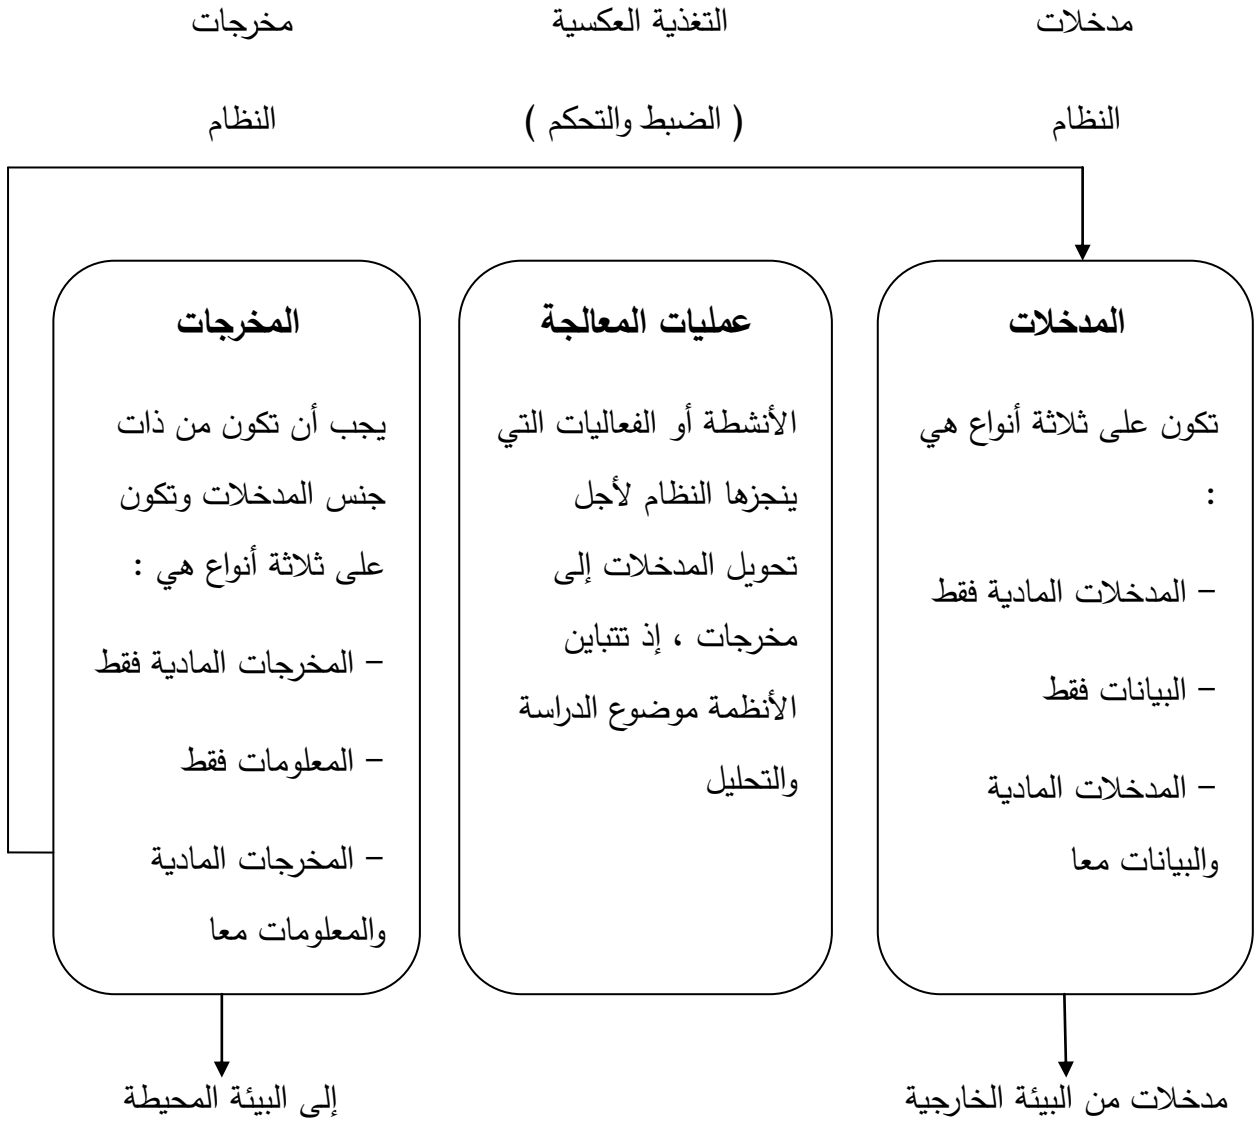 مدخلات
النظام
التغذية العكسية
( الضبط والتحكم )
مخرجات
النظام
المدخلات
تكون على ثلاثة أنواع هي
:
– المدخلات المادية فقط
– البيانات فقط
– المدخلات المادية
والبيانات معا
عمليات المعالجة
الأنشطة أو الفعاليات التي
ينجزها النظام لأجل
تحويل المدخلات إلى
مخرجات ، إذ تتباين
الأنظمة موضوع الدراسة
والتحليل
المخرجات
يجب أن تكون من ذات
جنس المدخلات وتكون
على ثلاثة أنواع هي :
– المخرجات المادية فقط
– المعلومات فقط
– المخرجات المادية
والمعلومات معا
مدخلات من البيئة الخارجية
إلى البيئة المحيطة